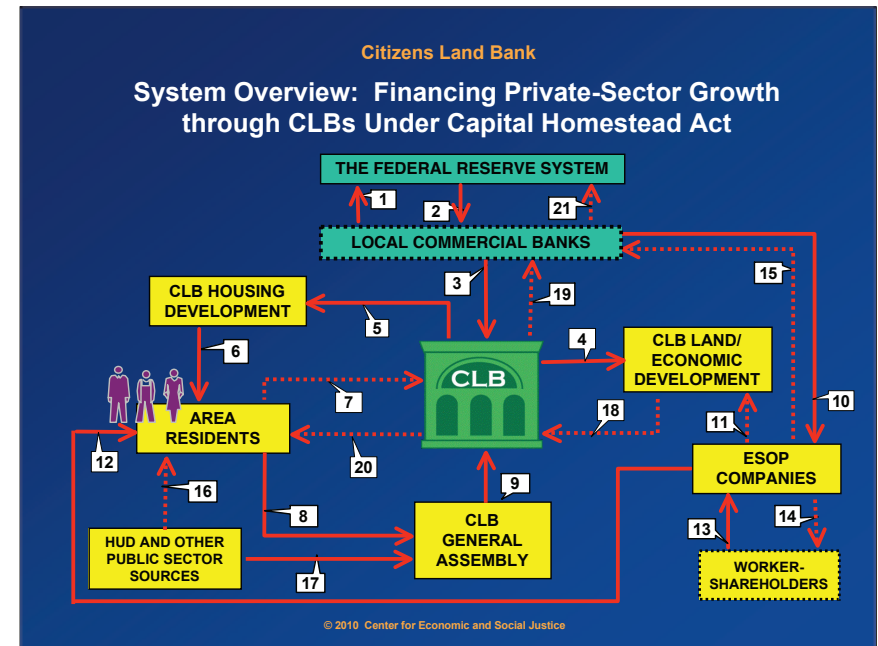 Citizens Land Bank
System Overview: Financing Private-Sector Growth
through CLBs Under Capital Homestead Act
THE FEDERAL RESERVE SYSTEM
1
2
21
LOCAL COMMERCIAL BANKS
3
19
15
CLB HOUSING
DEVELOPMENT
5
4
CLB LAND/
ECONOMIC
DEVELOPMENT
6
CLB
7
10
AREA
RESIDENTS
18
11
12
20
ESOP
COMPANIES
16
9
8
CLB
GENERAL
ASSEMBLY
13
14
HUD AND OTHER
PUBLIC SECTOR
SOURCES
17
WORKER-
SHAREHOLDERS
© 2010 Center for Economic and Social Justice